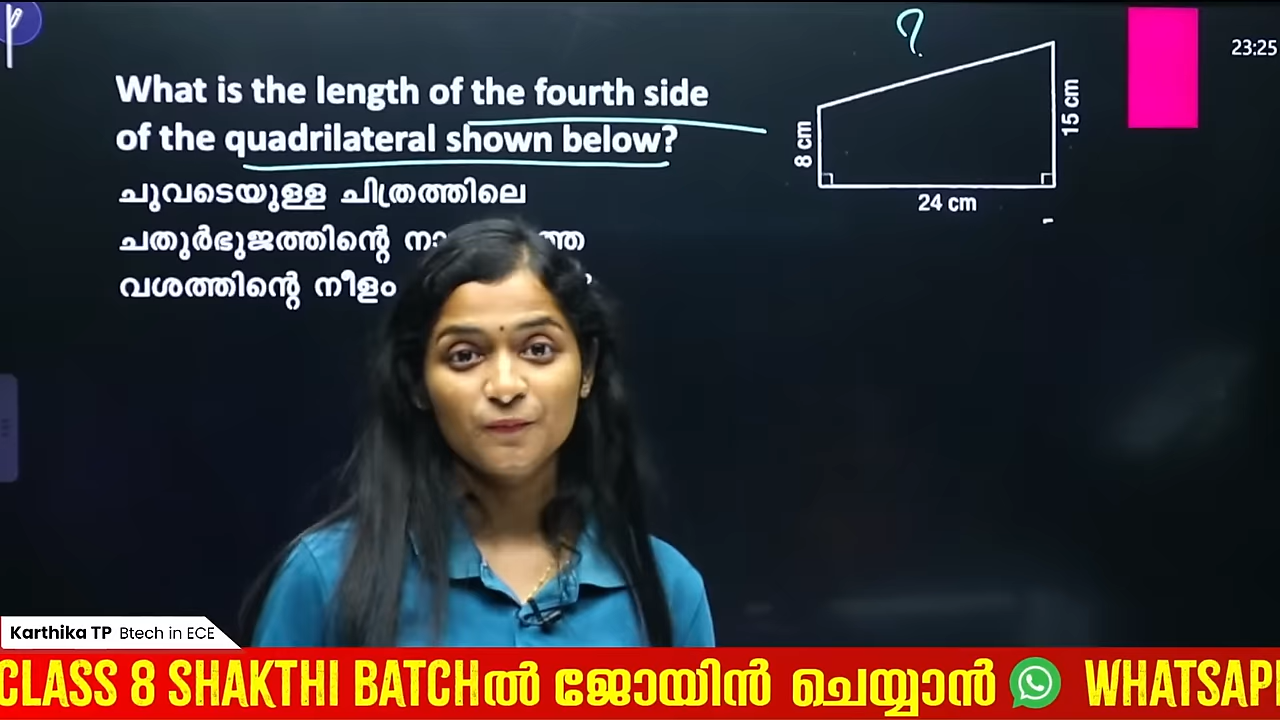 ?
23:25
What is the length of the fourth side
of the quadrilateral shown below?
8 cm
15 cm
24 cm
ചുവടെയുള്ള ചിത്രത്തിലെ
ചതുർഭുജത്തിന്റെ
വശത്തിന്റെ നീളം
Karthika TP Btech in ECE
CLASS 8 SHAKTHI BATCHൽ ജോയിൻ ചെയ്യാൻ WHATSAP